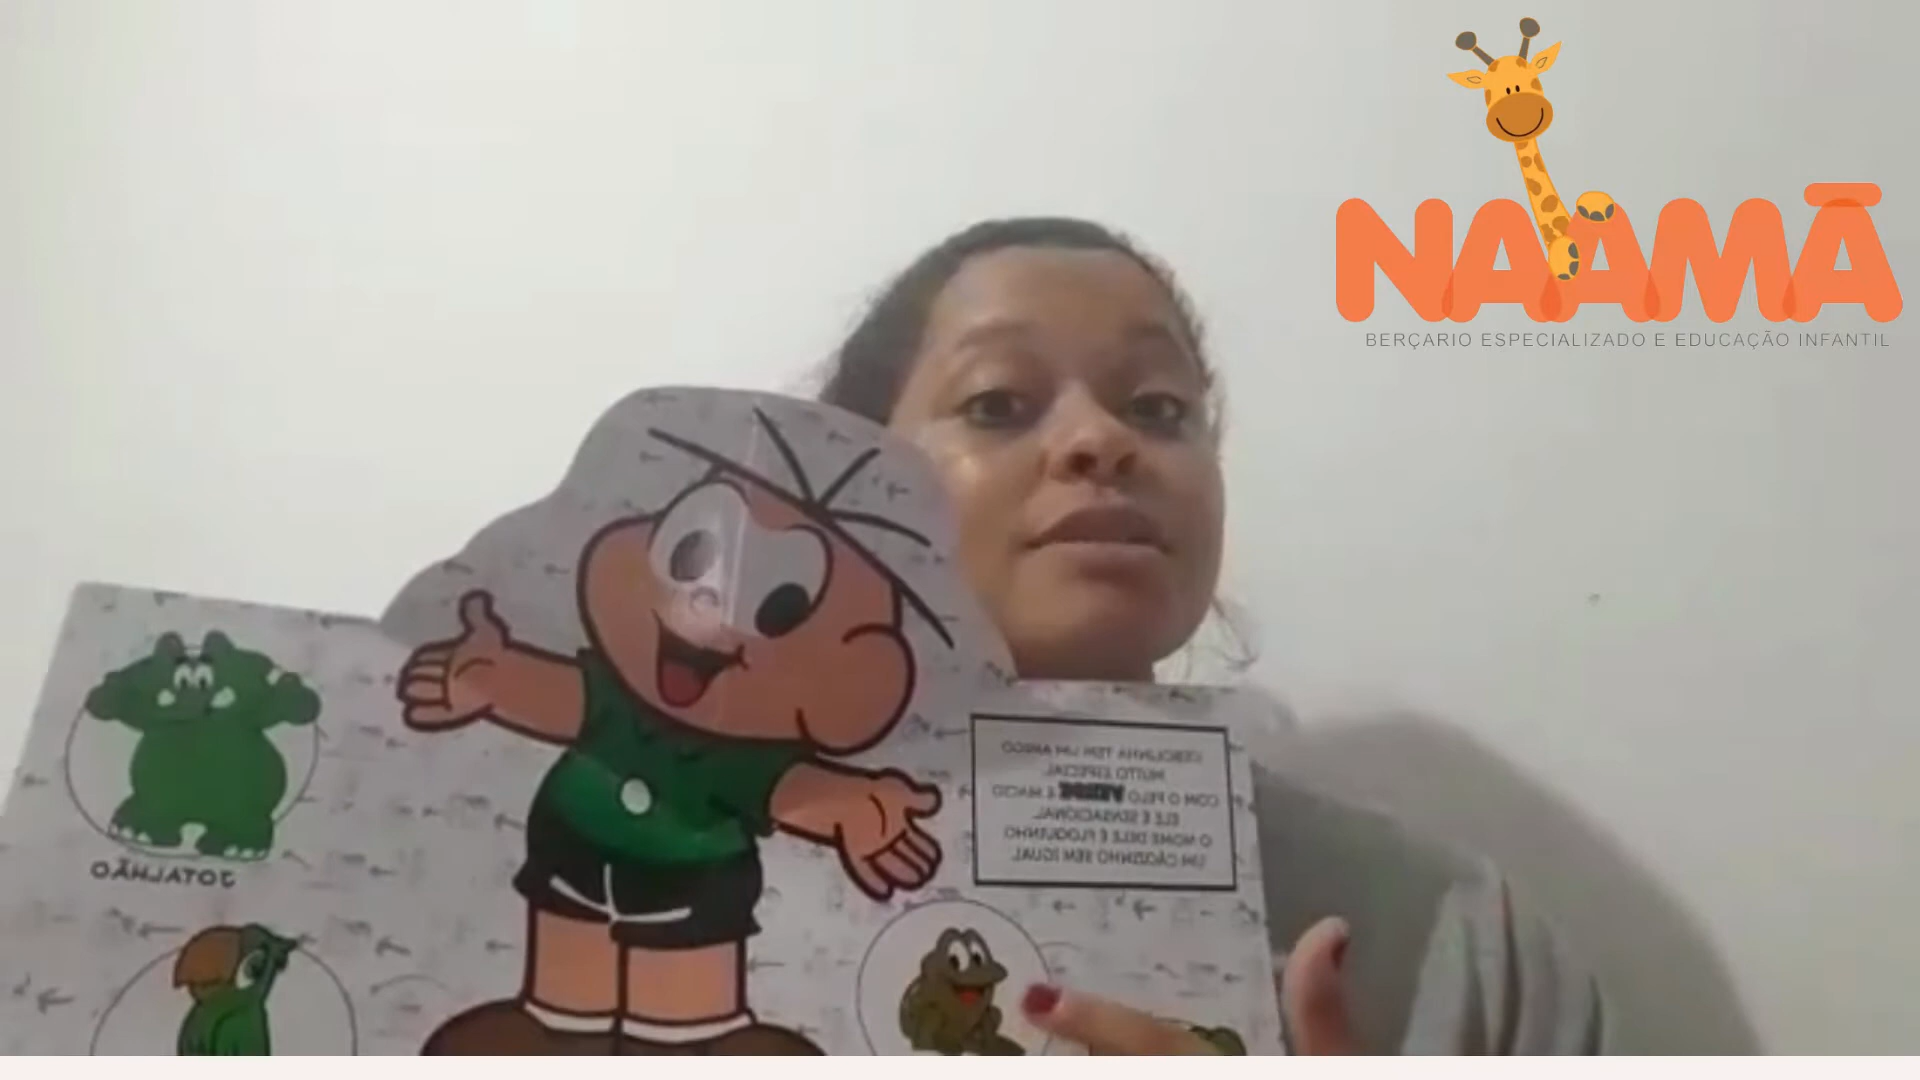 NAAMÃ
BERÇARIO ESPECIALIZADO E EDUCAÇÃO INFANTIL
CEBOLINHA TEM UM AMIGO
MUITO ESPECIAL
COM O PELO VERDE E MACIO
ELE É SENSACIONAL
O NOME DELE É FLOQUINHO
UM CÃOZINHO SEM IGUAL
JOTALHÃO